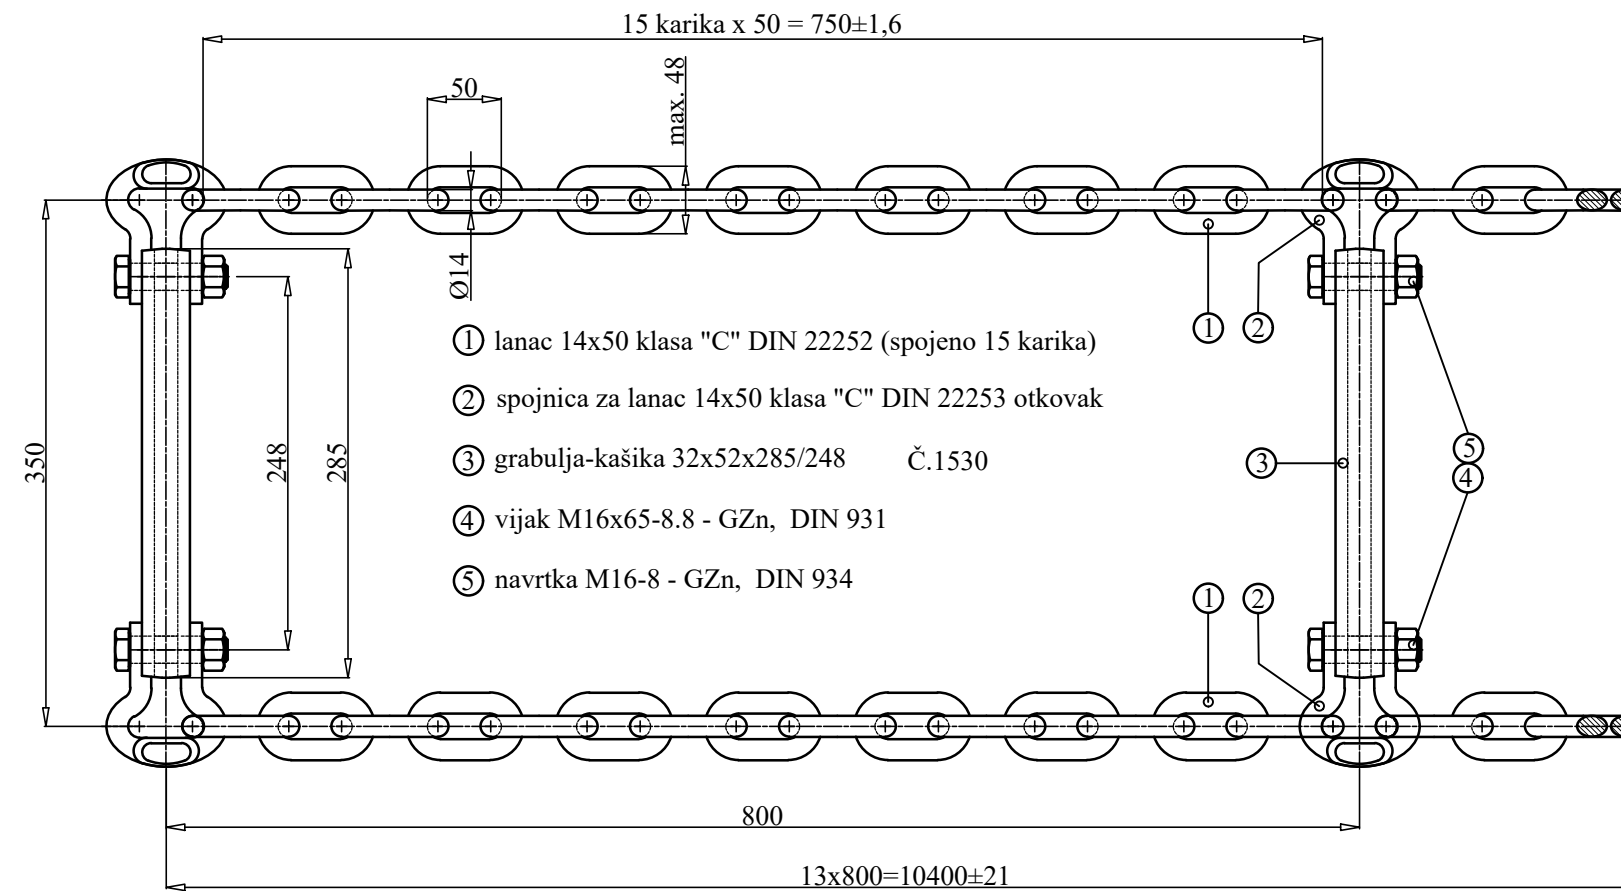 15 karika x 50 = 750±1,6
50
max. 48
Ø14
① lanac 14x50 klasa "C" DIN 22252 (spojeno 15 karika)
② spojnica za lanac 14x50 klasa "C" DIN 22253 otkovak
③ grabulja-kašika 32x52x285/248 Č.1530
④ vijak M16x65-8.8 - GZn, DIN 931
⑤ navrtka M16-8 - GZn, DIN 934
350
248
285
1
2
3
5
4
1
2
800
13x800=10400±21